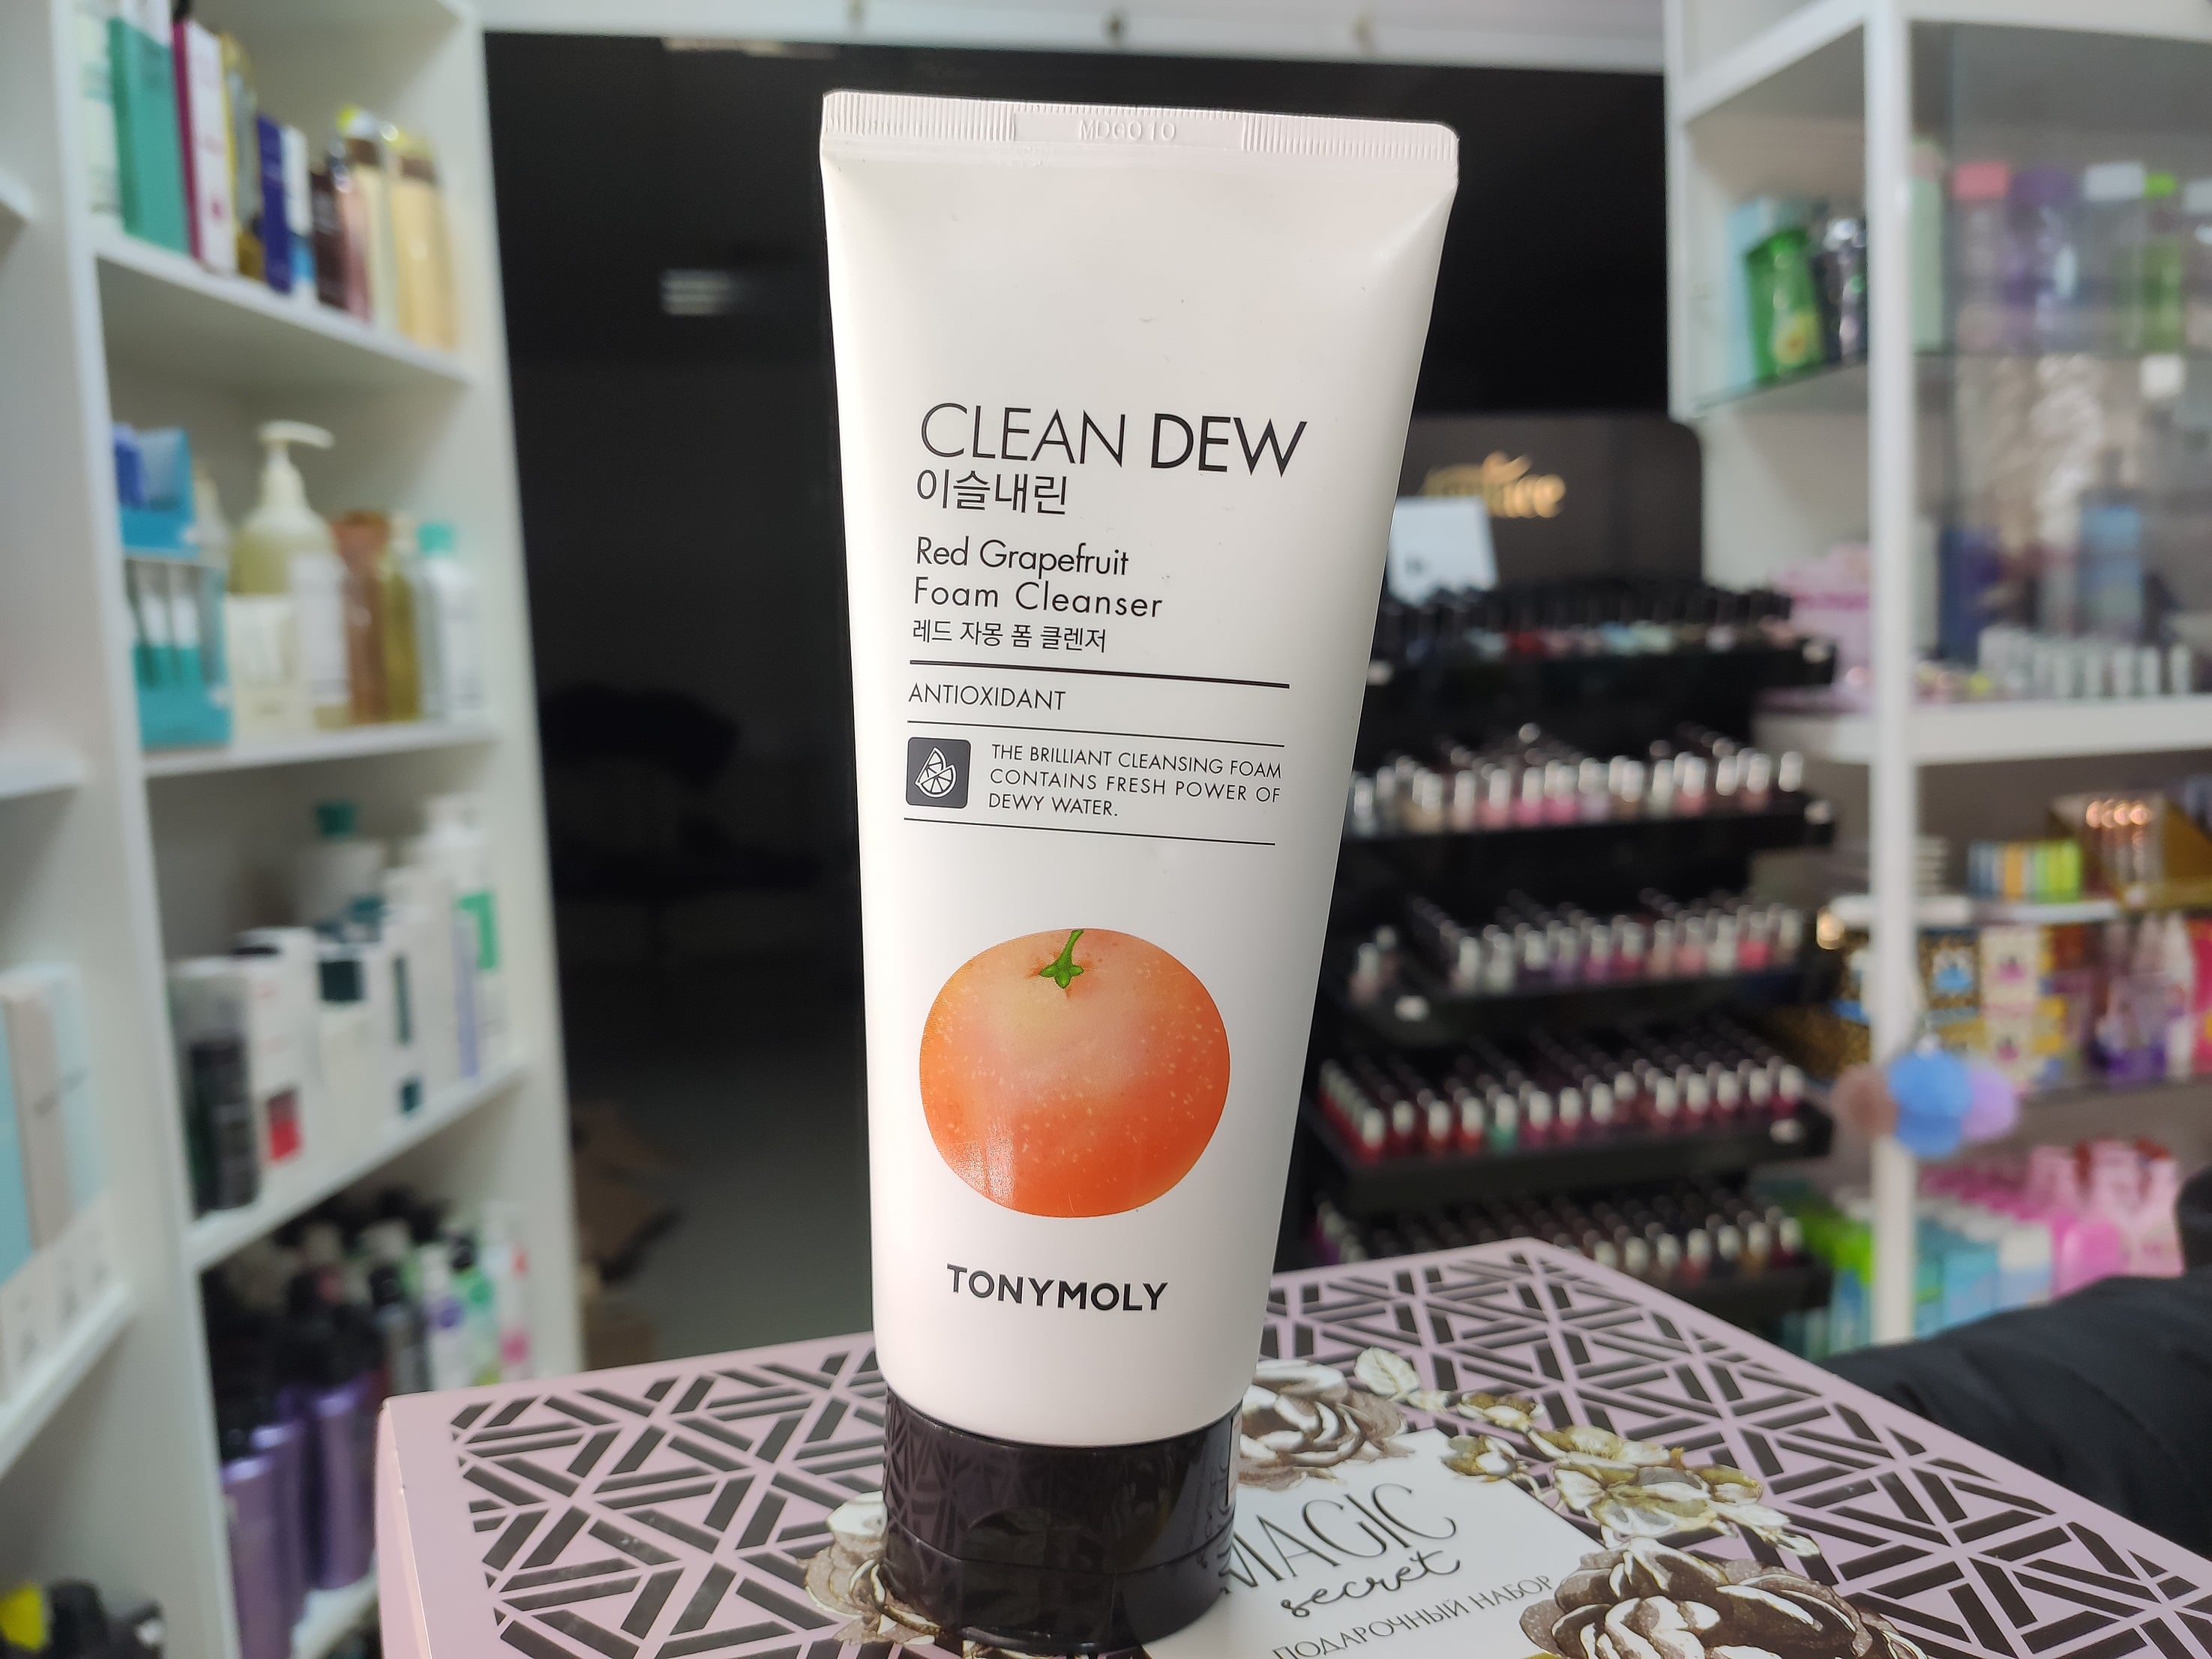 MDG010
CLEAN DEW
이슬내린
Red Grapefruit
Foam Cleanser
레드 자몽 폼 클렌저
ANTIOXIDANT
THE BRILLIANT CLEANSING FOAM
CONTAINS FRESH POWER OF
DEWY WATER.
TONYMOLY
MAGIC
secret
ПОДАРОЧНЫЙ НАБОР